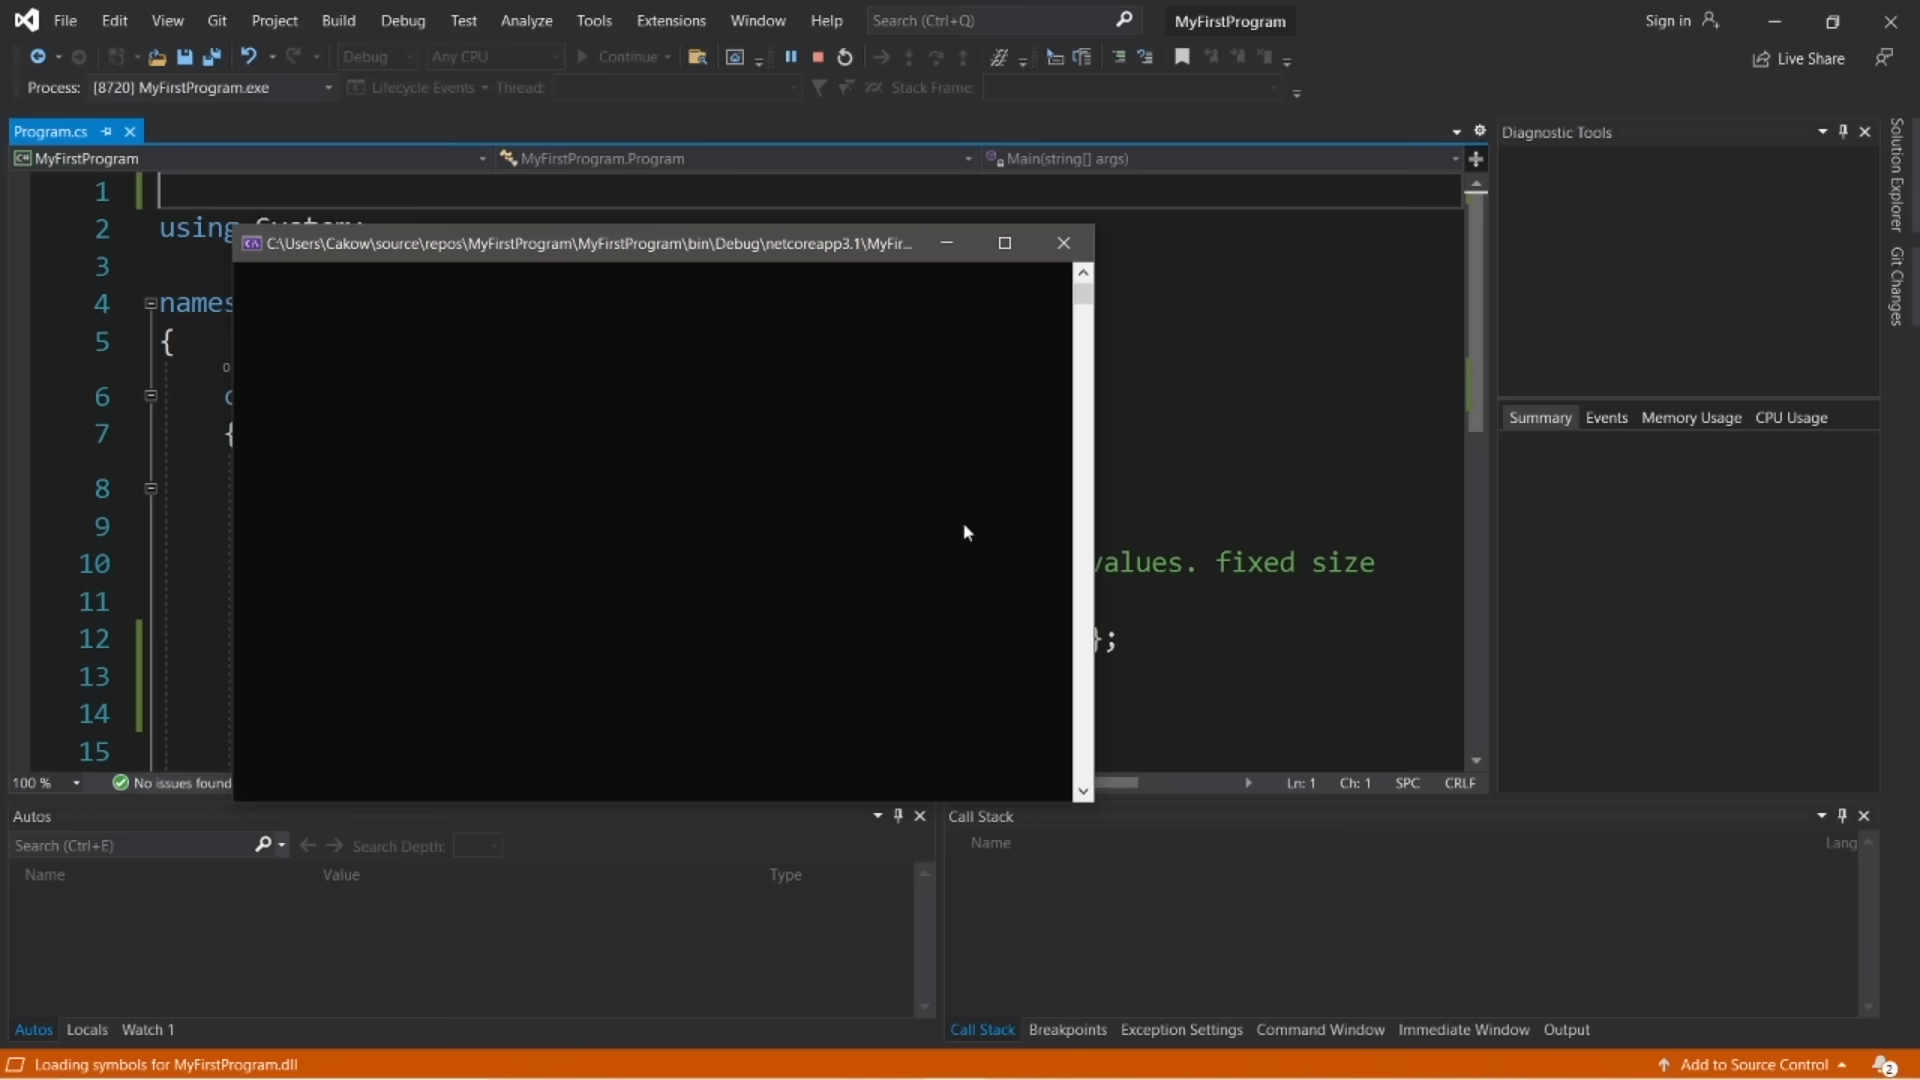 File Edit View Git Project Build Debug Test Analyze Tools Extensions Window Help Search (Ctrl+Q) MyFirstProgram Sign in
Debug Any CPU Continue Live Share
Process: [8720] MyFirstProgram.exe Lifecycle Events Thread: Stack Frame:
Program.cs
MyFirstProgram MyFirstProgram.Program Main(string[] args)
Diagnostic Tools
Solution Explorer
Git Changes
1
2 using
C:\Users\Cakow\source\repos\MyFirstProgram\MyFirstProgram\bin\Debug\netcoreapp3.1\MyFir...
3
4 names
5 {
0
6 c
7 {
8
9
10 values. fixed size
11
12 };
13
14
15
Summary Events Memory Usage CPU Usage
100 % No issues found Ln: 1 Ch: 1 SPC CRLF
Autos
Search (Ctrl+E) Search Depth:
Name Value Type
Autos Locals Watch 1
Call Stack
Name Lang
Call Stack Breakpoints Exception Settings Command Window Immediate Window Output
Loading symbols for MyFirstProgram.dll Add to Source Control 2